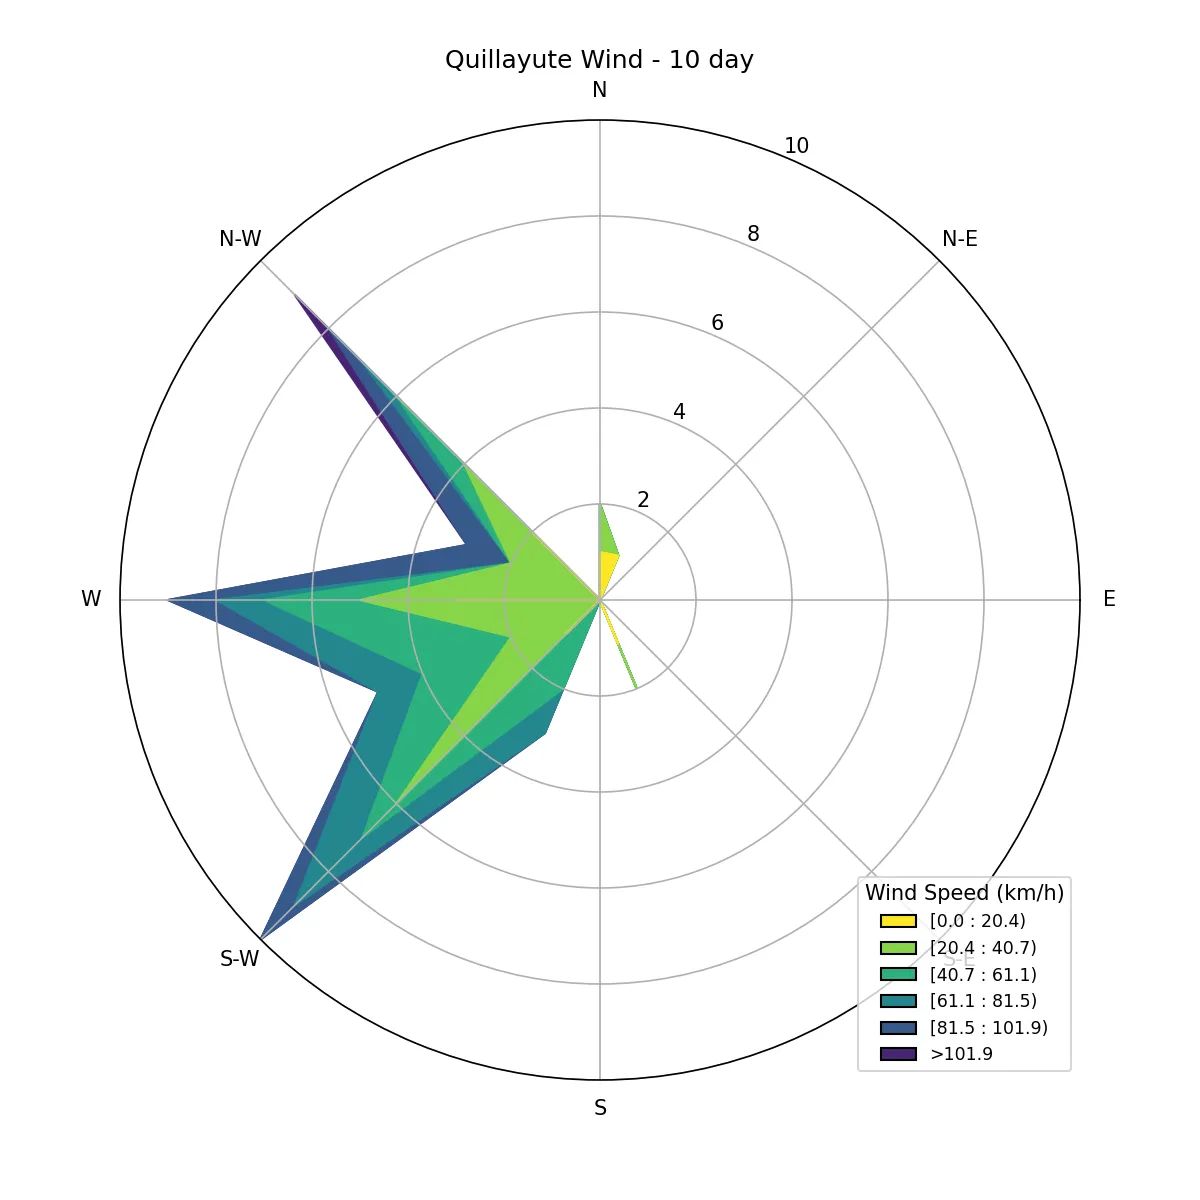 Quillayute Wind - 10 day
N
10
N-W
N-E
8
6
4
2
W
E
S-W
S-E
S
Wind Speed (km/h)
[0.0 : 20.4)
[20.4 : 40.7)
[40.7 : 61.1)
[61.1 : 81.5)
[81.5 : 101.9)
>101.9